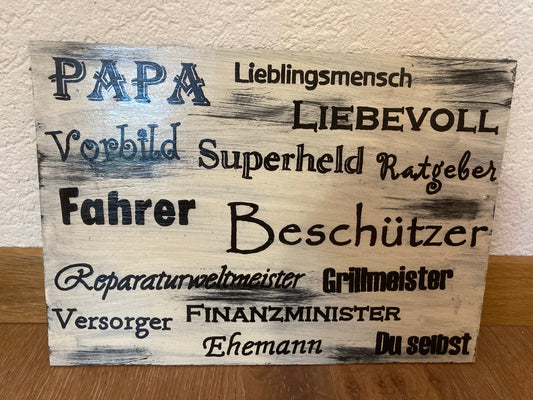 PAPA Lieblingsmensch
LIEBEVOLL
Vorbild Superheld Ratgeber
Fahrer Beschützer
Reparaturweltmeister Grillmeister
Versorger FINANZMINISTER
Ehemann Du selbst